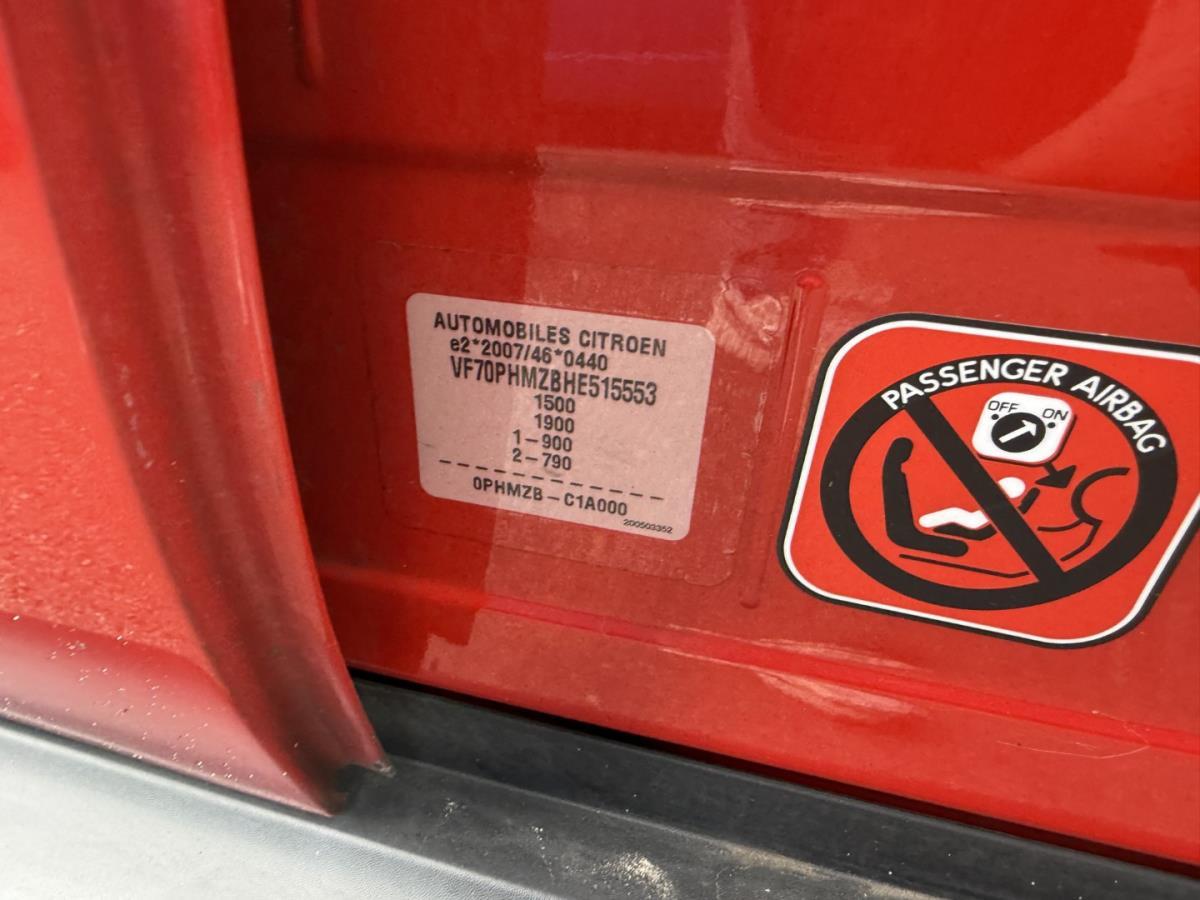 AUTOMOBILES CITROEN
e2*2007/46*0440
VF70PHMZBHE515553
1500
1900
1-900
2-790
0PHMZB-C1A000
200503352
PASSENGER AIRBAG
OFF ON